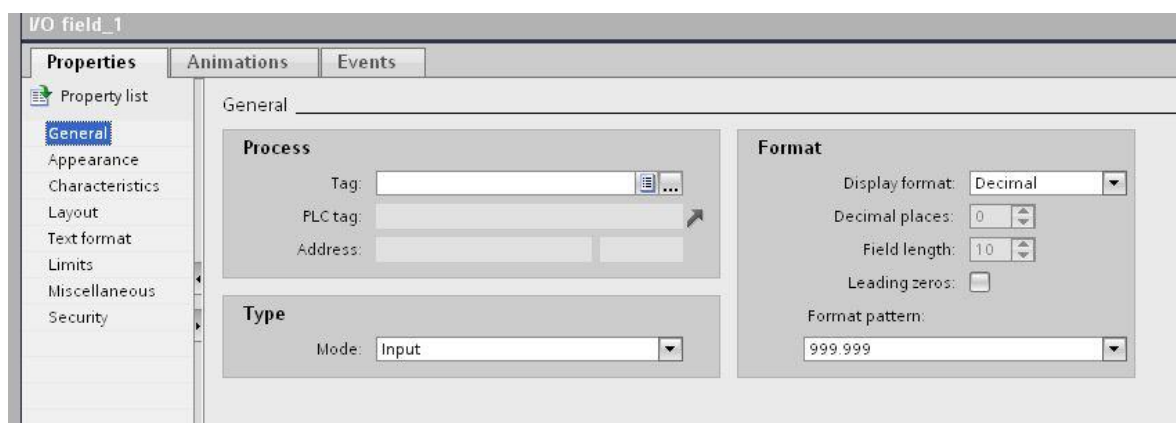 I/O field_1
Properties
Animations
Events
Property list
General
Appearance
Characteristics
Layout
Text format
Limits
Miscellaneous
Security
General
Process
Tag:
...
PLC tag:
Address:
Type
Mode: Input
Format
Display format: Decimal
Decimal places: 0
Field length: 10
Leading zeros:
Format pattern:
999.999